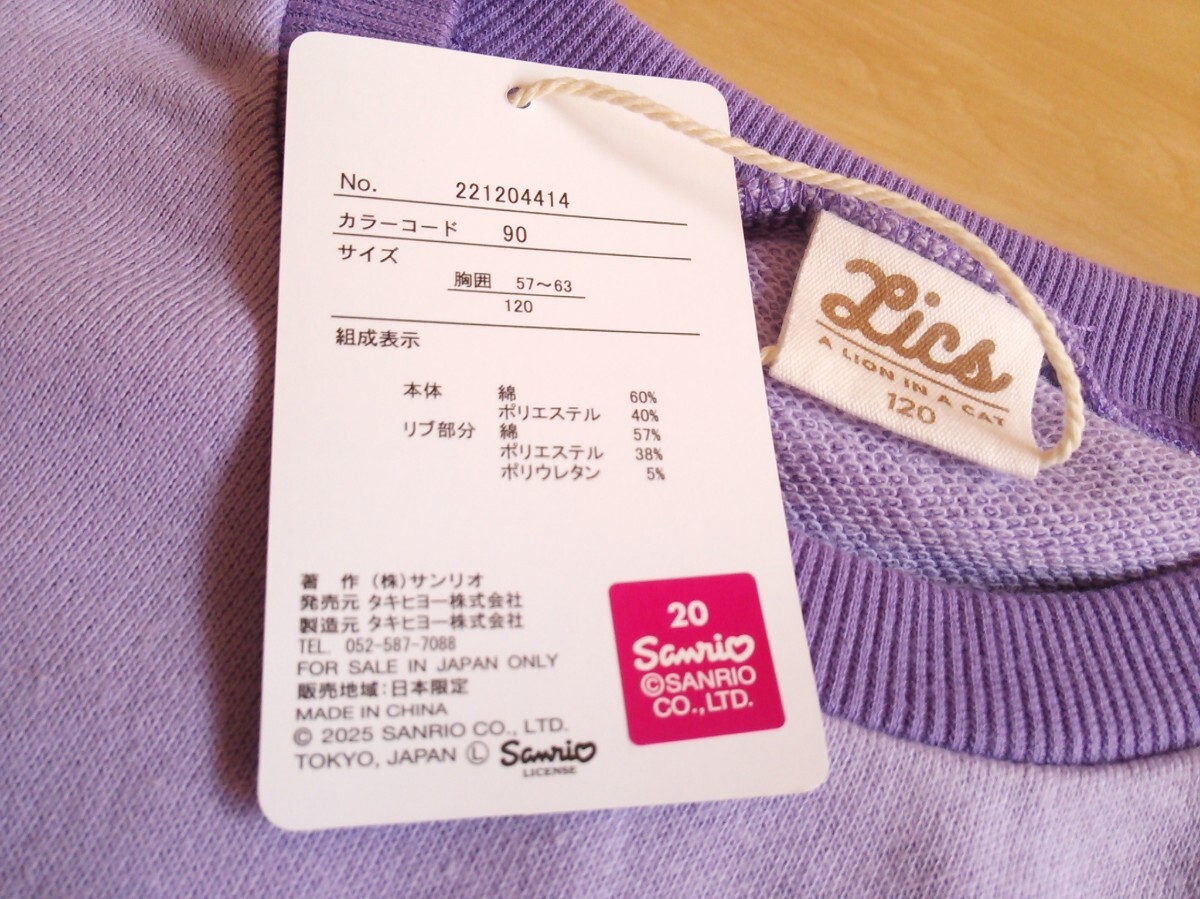 No. 221204414
カラーコード 90
サイズ
胸囲 57～63
120
組成表示
本体 綿 60%
ポリエステル 40%
リブ部分 綿 57%
ポリエステル 38%
ポリウレタン 5%
著 作 (株)サンリオ
発売元 タキヒヨー株式会社
製造元 タキヒヨー株式会社
TEL. 052-587-7088
FOR SALE IN JAPAN ONLY
販売地域:日本限定
MADE IN CHINA
© 2025 SANRIO CO., LTD.
TOKYO, JAPAN Ⓛ Sanrio
LICENSE
20
Sanrio
©SANRIO
CO.,LTD.
Lics
A LION IN A CAT
120